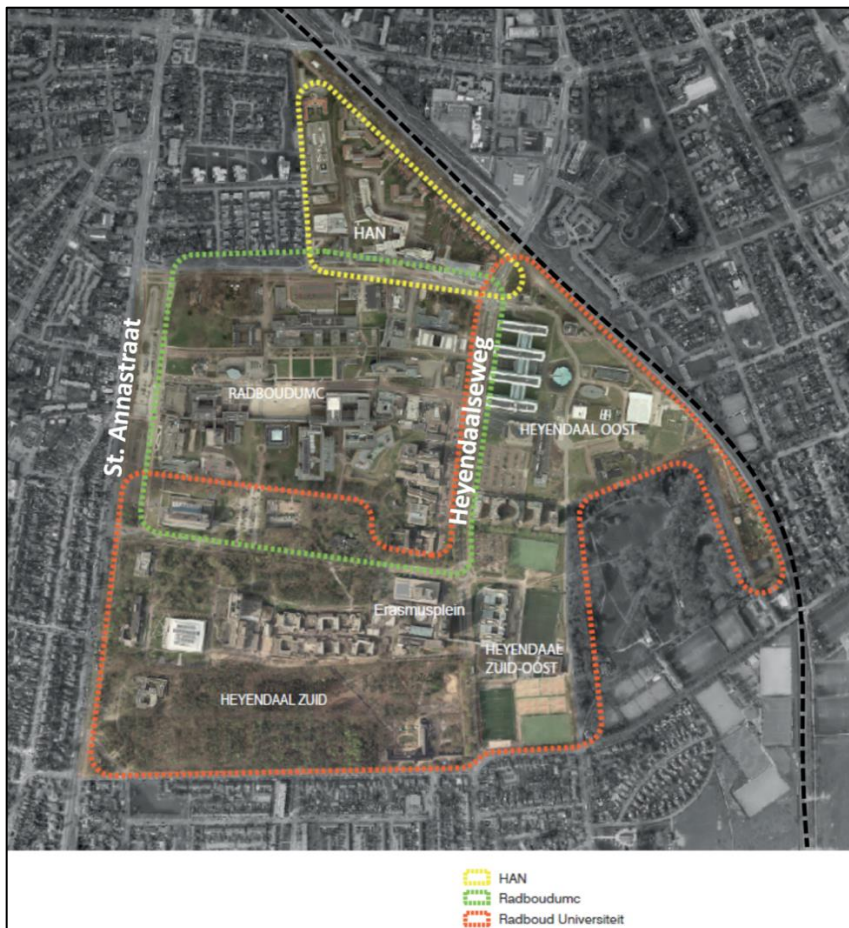 HAN
St. Annastraat
RADBOUDUMC
Heyendaalseweg
HEYENDAAL OOST
Erasmusplein
HEYENDAAL
ZUID-OOST
HEYENDAAL ZUID
HAN
Radboudumc
Radboud Universiteit